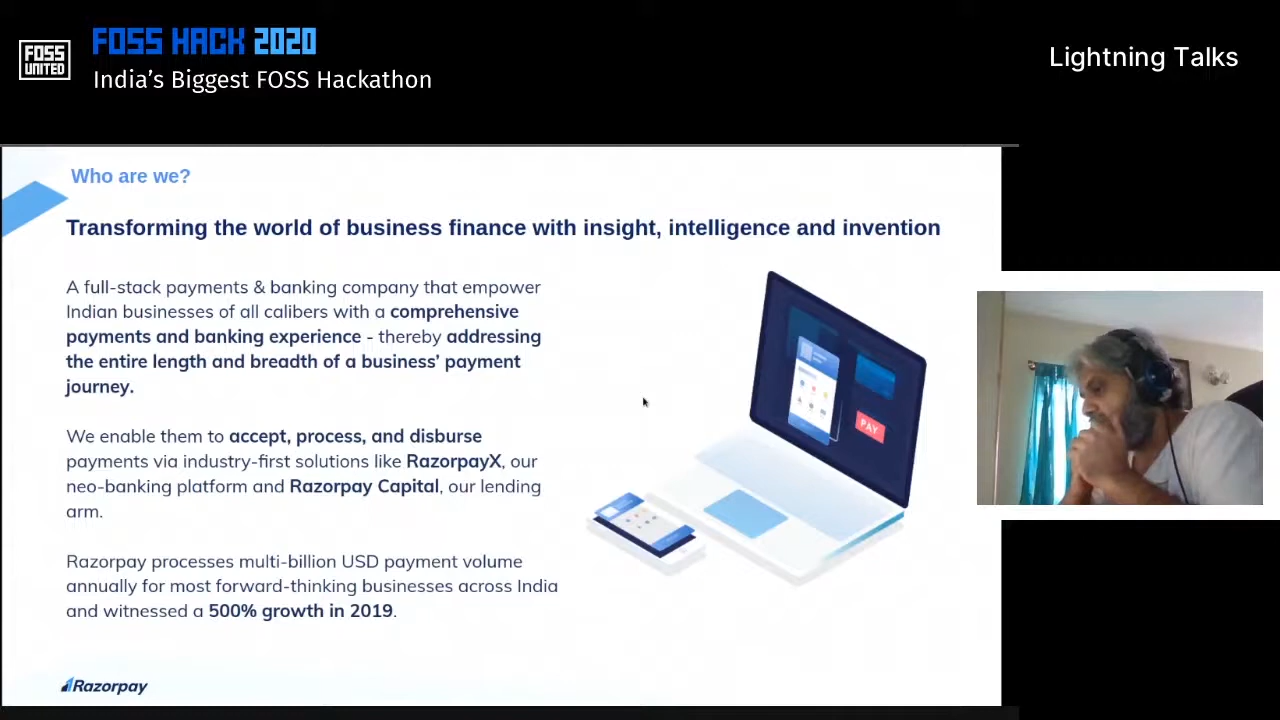 FOSS
UNITED
FOSS HACK 2020
India’s Biggest FOSS Hackathon
Lightning Talks
Who are we?
Transforming the world of business finance with insight, intelligence and invention
A full-stack payments & banking company that empower
Indian businesses of all calibers with a comprehensive
payments and banking experience - thereby addressing
the entire length and breadth of a business’ payment
journey.
We enable them to accept, process, and disburse
payments via industry-first solutions like RazorpayX, our
neo-banking platform and Razorpay Capital, our lending
arm.
Razorpay processes multi-billion USD payment volume
annually for most forward-thinking businesses across India
and witnessed a 500% growth in 2019.
PAY
Razorpay